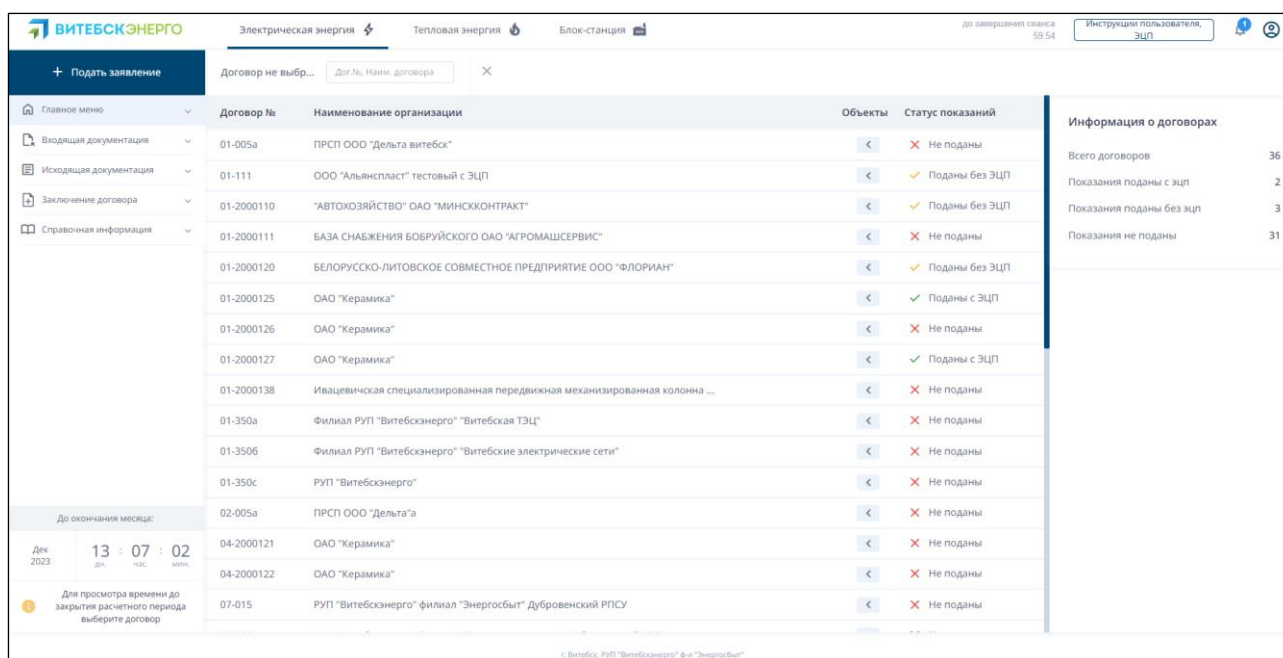 ВИТЕБСКЭНЕРГО
Электрическая энергия
Тепловая энергия
Блок-станция
до завершения сеанса
59:54
Инструкции пользователя,
ЭЦП
1
+ Подать заявление
Договор не выбр...
Дог.№, Наим. договора
Главное меню
Входящая документация
Исходящая документация
Заключение договора
Справочная информация
Договор № Наименование организации Объекты Статус показаний
01-005а ПРСП ООО "Дельта витебск" Не поданы
01-111 ООО "Альянспласт" тестовый с ЭЦП Поданы без ЭЦП
01-2000110 "АВТОХОЗЯЙСТВО" ОАО "МИНСККОНТРАКТ" Поданы без ЭЦП
01-2000111 БАЗА СНАБЖЕНИЯ БОБРУЙСКОГО ОАО "АГРОМАШСЕРВИС" Не поданы
01-2000120 БЕЛОРУССКО-ЛИТОВСКОЕ СОВМЕСТНОЕ ПРЕДПРИЯТИЕ ООО "ФЛОРИАН" Поданы без ЭЦП
01-2000125 ОАО "Керамика" Поданы с ЭЦП
01-2000126 ОАО "Керамика" Не поданы
01-2000127 ОАО "Керамика" Поданы с ЭЦП
01-2000138 Ивацевичская специализированная передвижная механизированная колонна ... Не поданы
01-350а Филиал РУП "Витебскэнерго" "Витебская ТЭЦ" Не поданы
01-350б Филиал РУП "Витебскэнерго" "Витебские электрические сети" Не поданы
01-350с РУП "Витебскэнерго" Не поданы
02-005а ПРСП ООО "Дельта"а Не поданы
04-2000121 ОАО "Керамика" Не поданы
04-2000122 ОАО "Керамика" Не поданы
07-015 РУП "Витебскэнерго" филиал "Энергосбыт" Дубровенский РПСУ Не поданы
Информация о договорах
Всего договоров 36
Показания поданы с эцп 2
Показания поданы без эцп 3
Показания не поданы 31
До окончания месяца:
Дек
2023
13 : 07 : 02
дн. час. мин.
Для просмотра времени до
закрытия расчетного периода
выберите договор
г. Витебск, РУП "Витебскэнерго" ф-л "Энергосбыт"